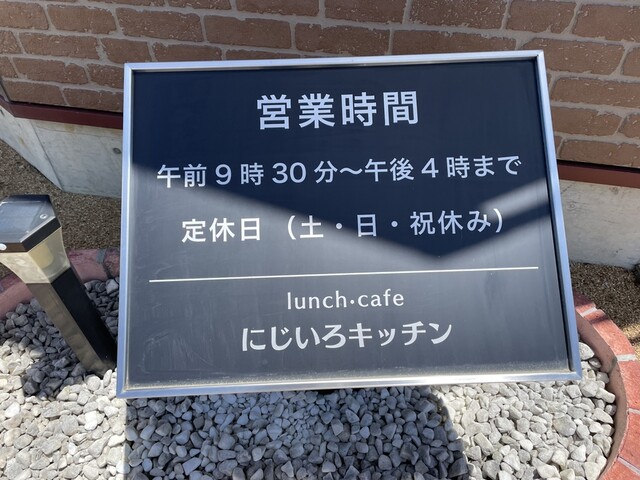 営業時間
午前9時30分～午後4時まで
定休日（土・日・祝休み）
lunch・cafe
にじいろキッチン